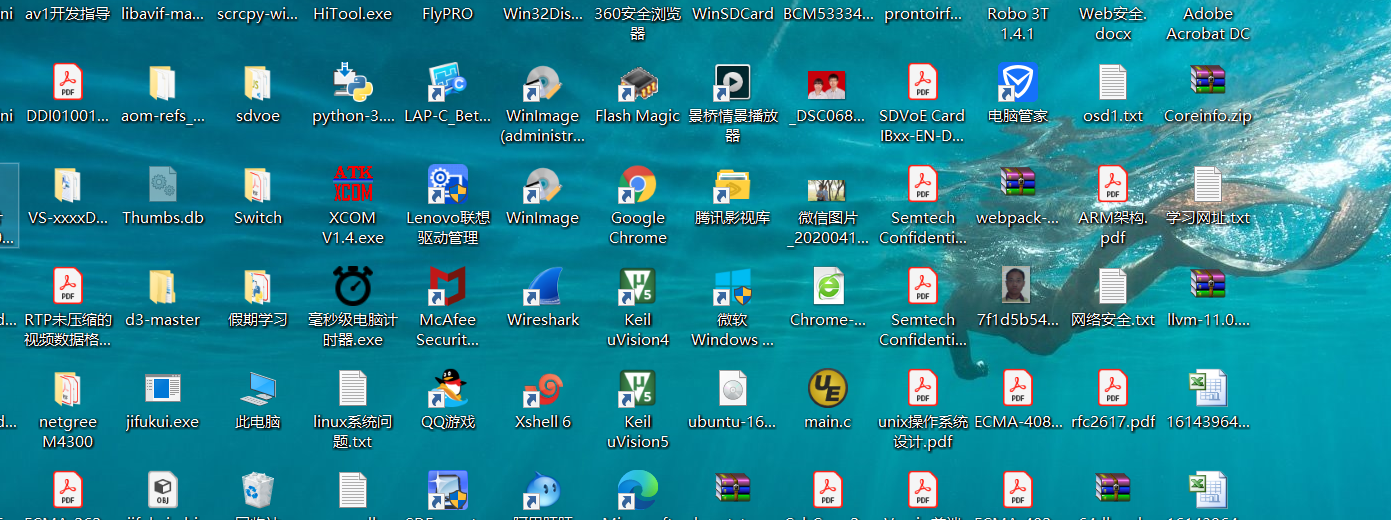 ni av1开发指导 libavif-ma... scrcpy-wi... HiTool.exe FlyPRO Win32Dis... 360安全浏览 WinSDCard BCM53334... prontoirf... Robo 3T Web安全. Adobe
器 1.4.1 docx Acrobat DC
ni DDI01001... aom-refs_... sdvoe python-3.... LAP-C_Bet... WinImage Flash Magic 景桥情景播放 _DSC068... SDVoE Card 电脑管家 osd1.txt Coreinfo.zip
(administr... 器 IBxx-EN-D...
VS-xxxxD... Thumbs.db Switch XCOM Lenovo联想 WinImage Google 腾讯影视库 微信图片 Semtech webpack-... ARM架构. 学习网址.txt
V1.4.exe 驱动管理 Chrome _2020041... Confidenti... pdf
RTP未压缩的 d3-master 假期学习 毫秒级电脑计 McAfee Wireshark Keil 微软 Chrome-... Semtech 7f1d5b54... 网络安全.txt llvm-11.0....
视频数据格... 时器.exe Securit... uVision4 Windows ... Confidenti...
netgree jifukui.exe 此电脑 linux系统问 QQ游戏 Xshell 6 Keil ubuntu-16... main.c unix操作系统 ECMA-408... rfc2617.pdf 16143964...
M4300 题.txt uVision5 设计.pdf